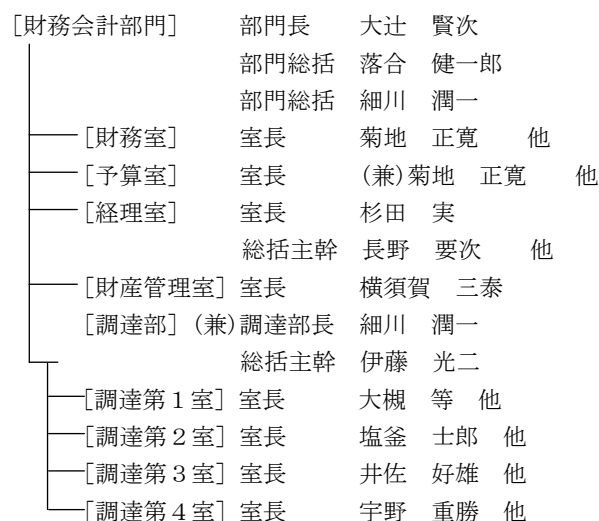 [財務会計部門] 部門長 大辻 賢次
部門総括 落合 健一郎
部門総括 細川 潤一
[財務室] 室長 菊地 正寛 他
[予算室] 室長 (兼)菊地 正寛 他
[経理室] 室長 杉田 実
総括主幹 長野 要次 他
[財産管理室] 室長 横須賀 三泰
[調達部] (兼)調達部長 細川 潤一
総括主幹 伊藤 光二
[調達第1室] 室長 大槻 等 他
[調達第2室] 室長 塩釜 士郎 他
[調達第3室] 室長 井佐 好雄 他
[調達第4室] 室長 宇野 重勝 他